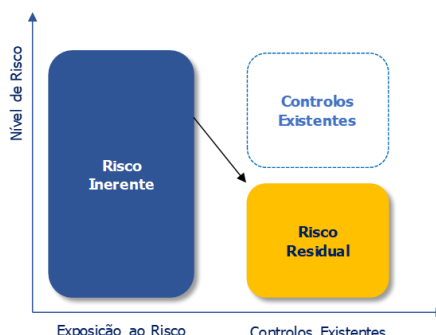 Nível de Risco
Risco
Inerente
Controlos
Existentes
Risco
Residual
Exposição ao Risco
Controlos Existentes